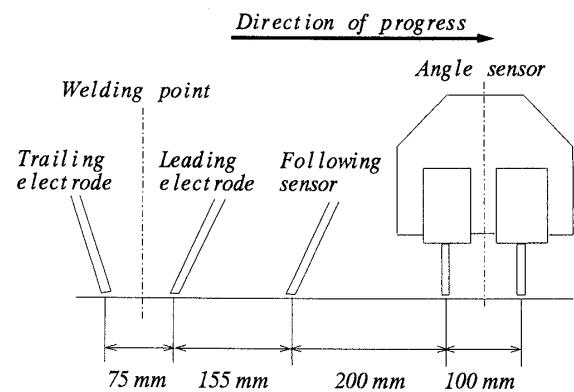 Direction of progress
Angle sensor
Welding point
Trailing
electrode
Leading
electrode
Following
sensor
75 mm
155 mm
200 mm
100 mm